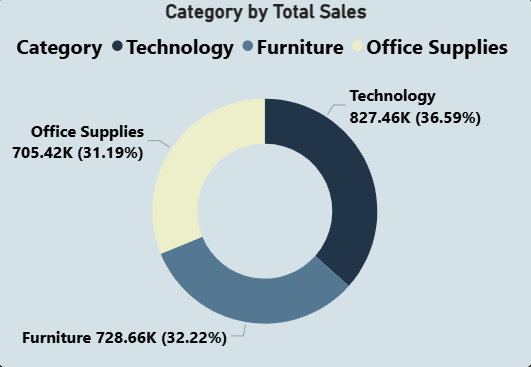 Category by Total Sales
Category Technology Furniture Office Supplies
Technology
827.46K (36.59%)
Office Supplies
705.42K (31.19%)
Furniture 728.66K (32.22%)